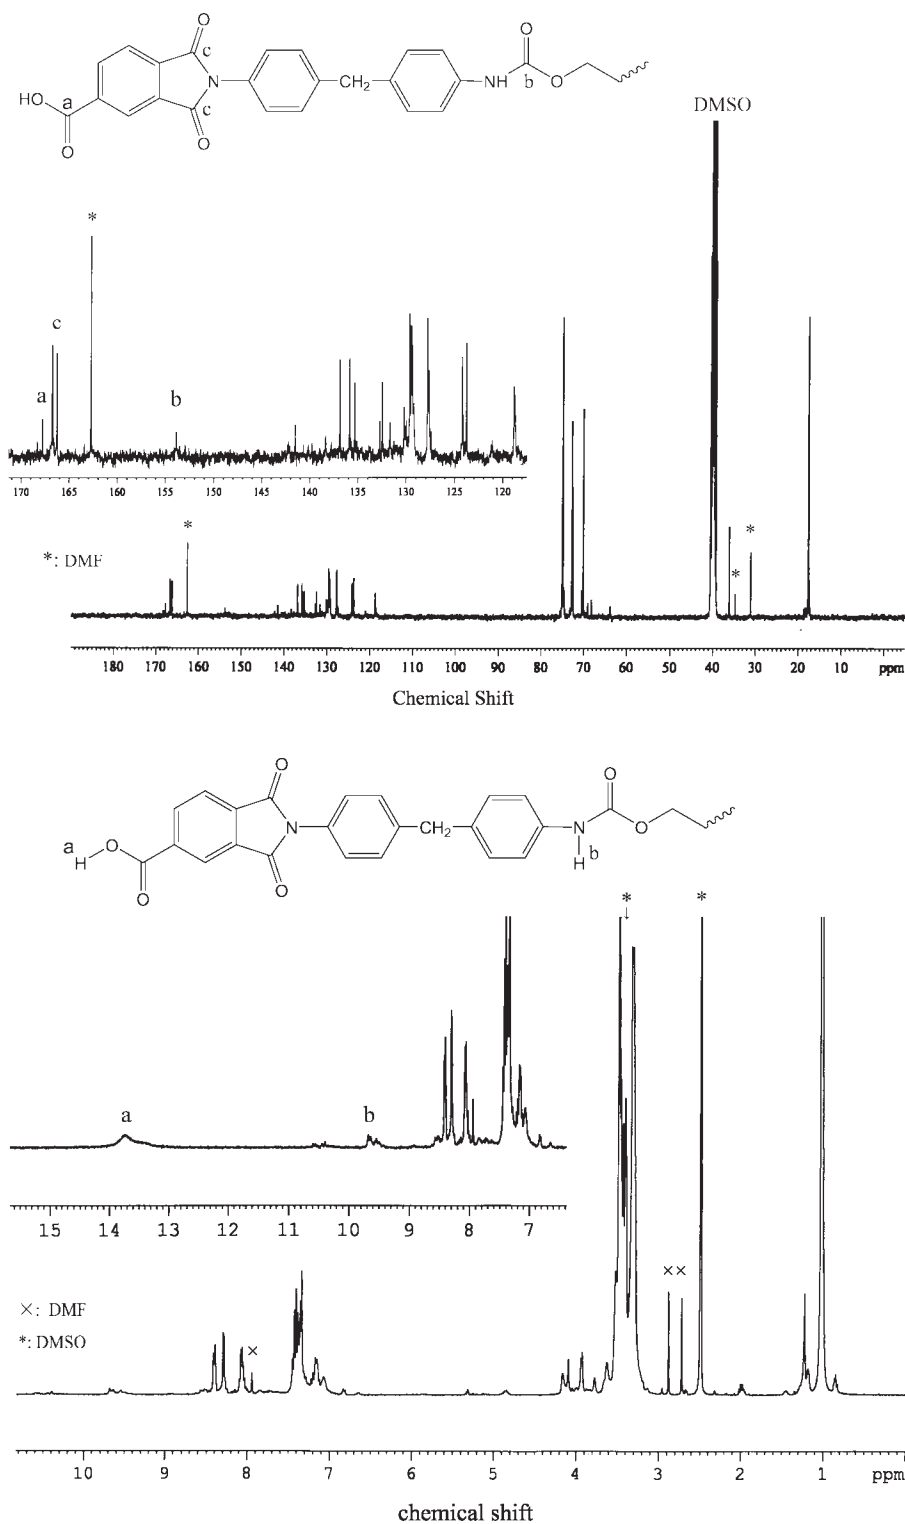 O
c
HO
a
O
N
c
O
CH2
NH
O
b
O
DMSO
*
c
a
b
170 165 160 155 150 145 140 135 130 125 120
*
*: DMF
*
*
180 170 160 150 140 130 120 110 100 90 80 70 60 50 40 30 20 10 ppm
Chemical Shift
O
O
a
H
O
O
N
O
CH2
N
H
b
O
* *
↓
a
b
15 14 13 12 11 10 9 8 7
× ×
×: DMF
*: DMSO
×
10 9 8 7 6 5 4 3 2 1 ppm
chemical shift